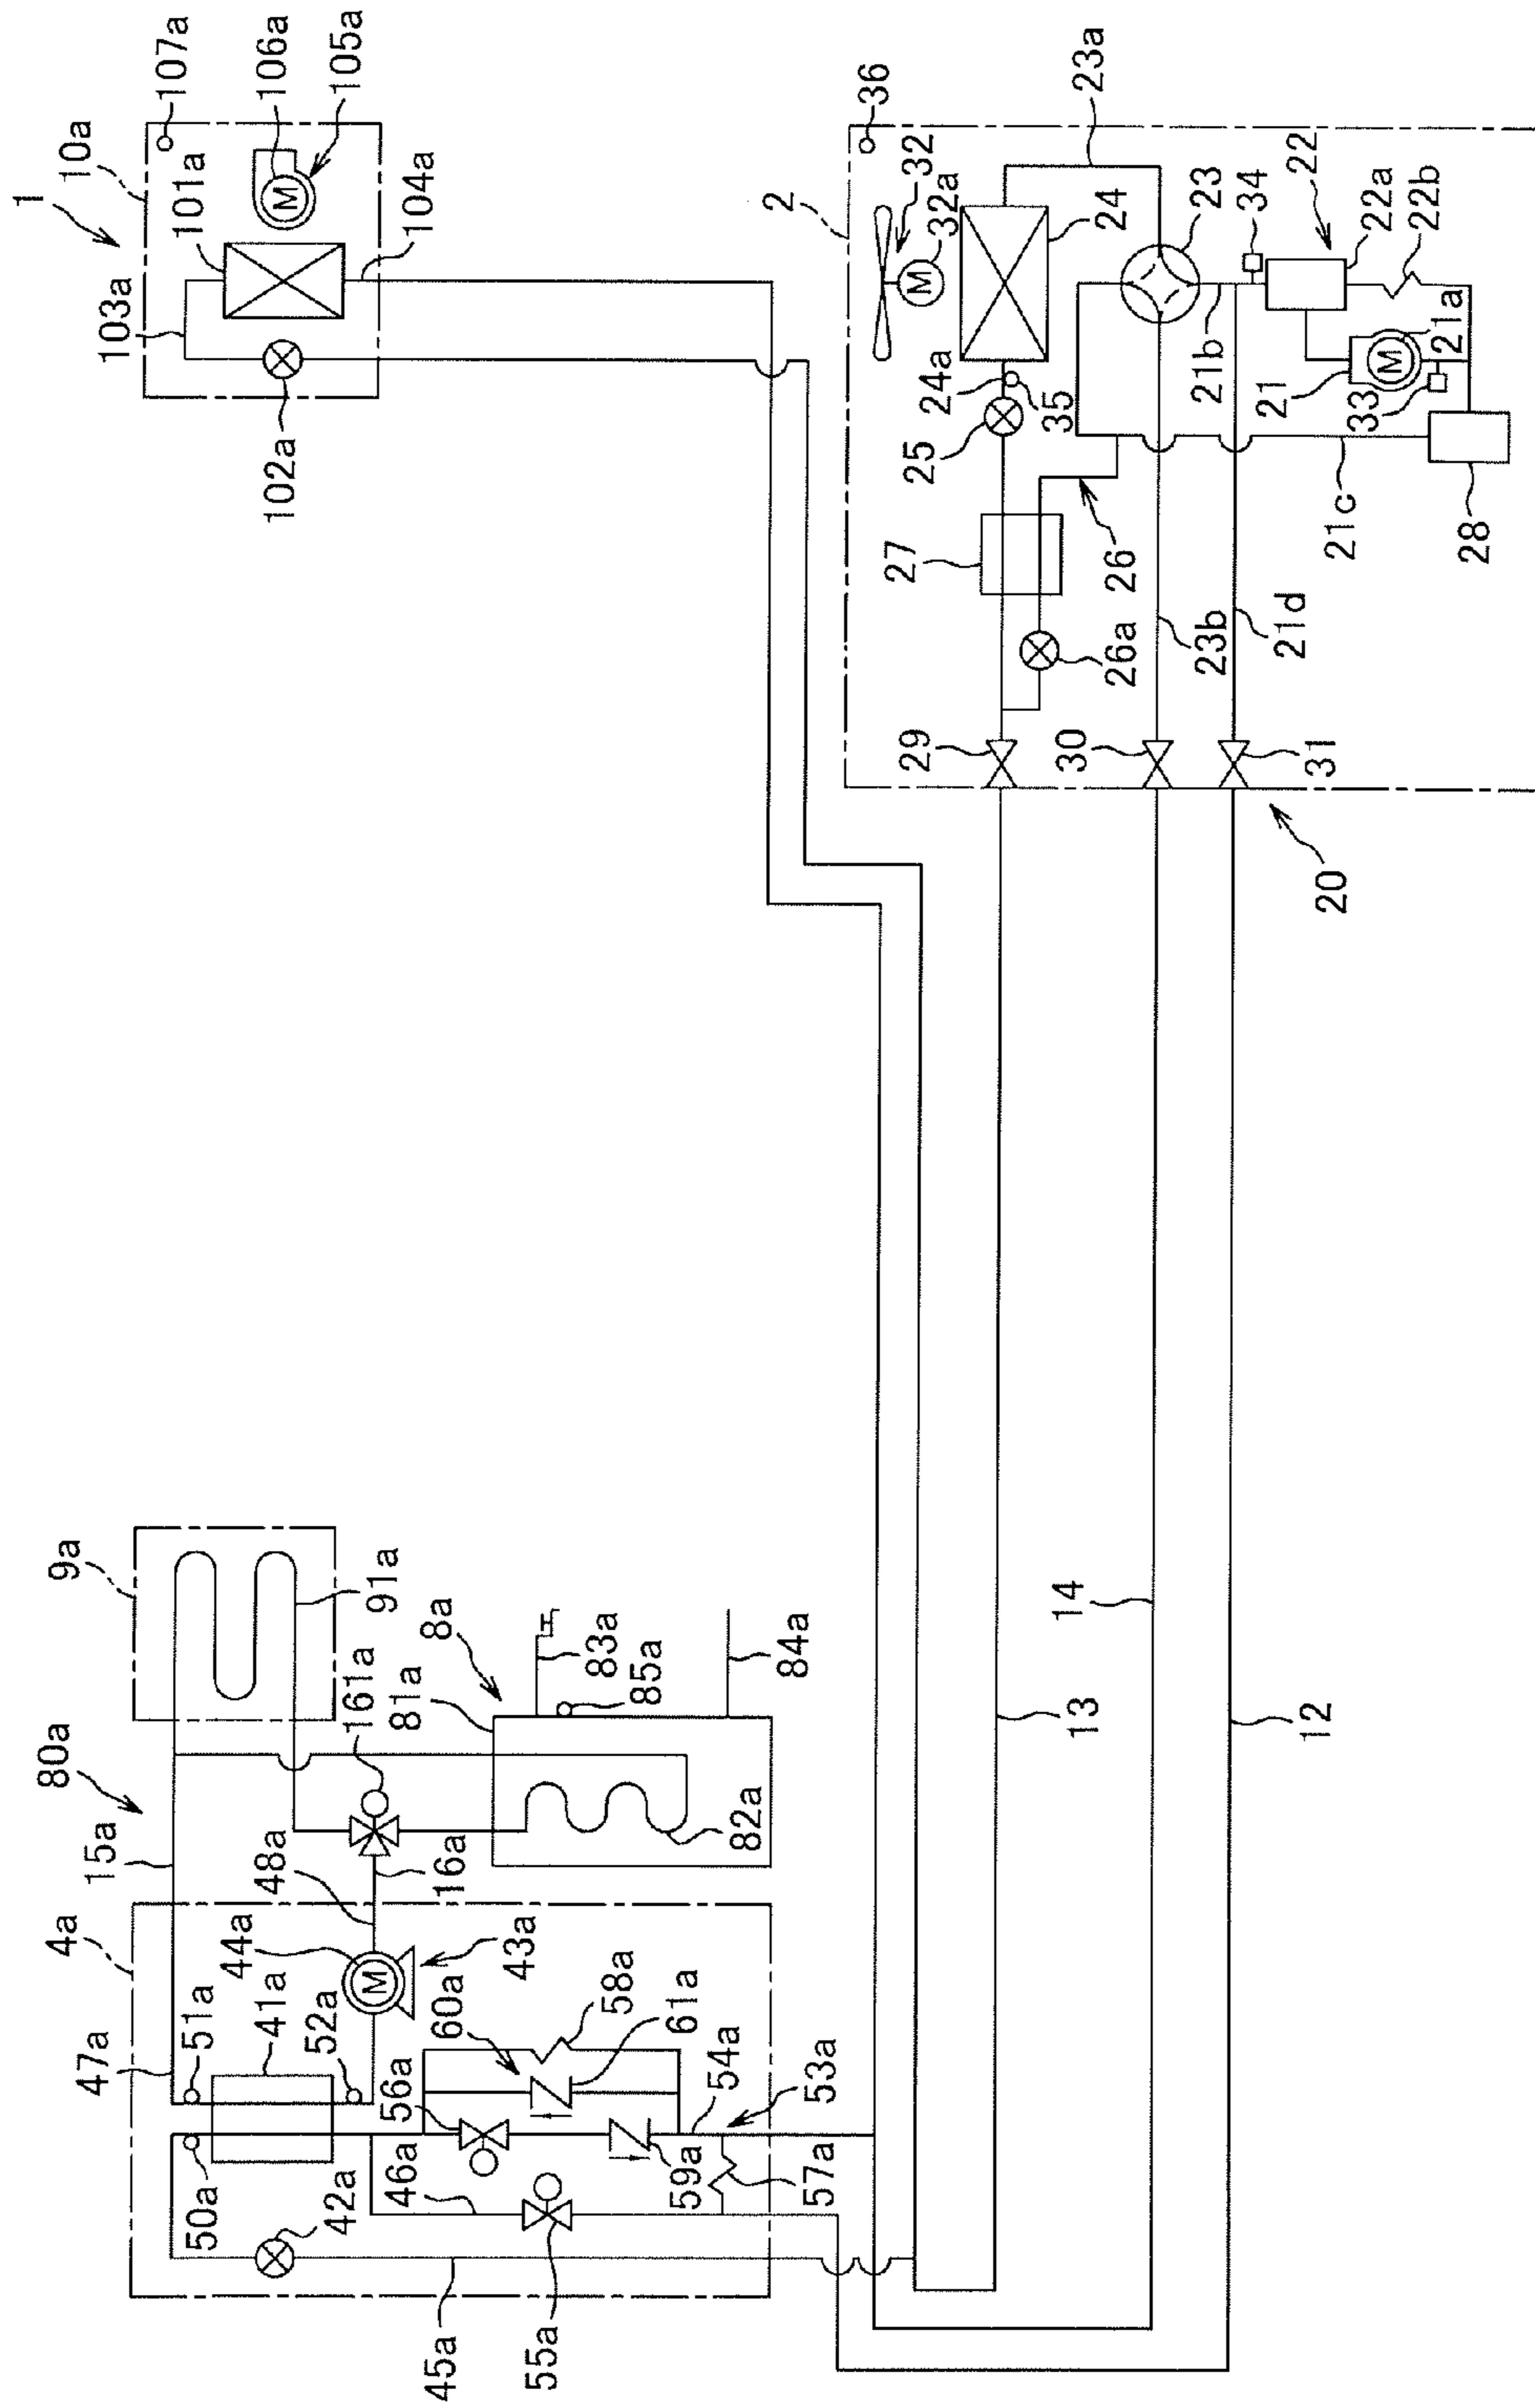 1
10a
107a
103a
101a
M
106a
105a
102a
104a
2
36
32
M
32a
24
23a
24a
25
35
27
26
26a
23
23b
21b
34
22
22a
22b
21
M
21a
33
21c
21d
28
29
30
31
20
9a
91a
80a
15a
161a
81a
8a
83a
85a
84a
82a
16a
48a
4a
44a
M
43a
47a
51a
41a
52a
60a
58a
61a
56a
54a
53a
50a
42a
46a
59a
57a
45a
55a
13
14
12